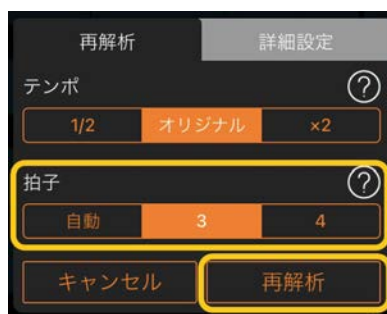 再解析 詳細設定
テンポ ?
1/2 オリジナル ×2
拍子 ?
自動 3 4
キャンセル 再解析